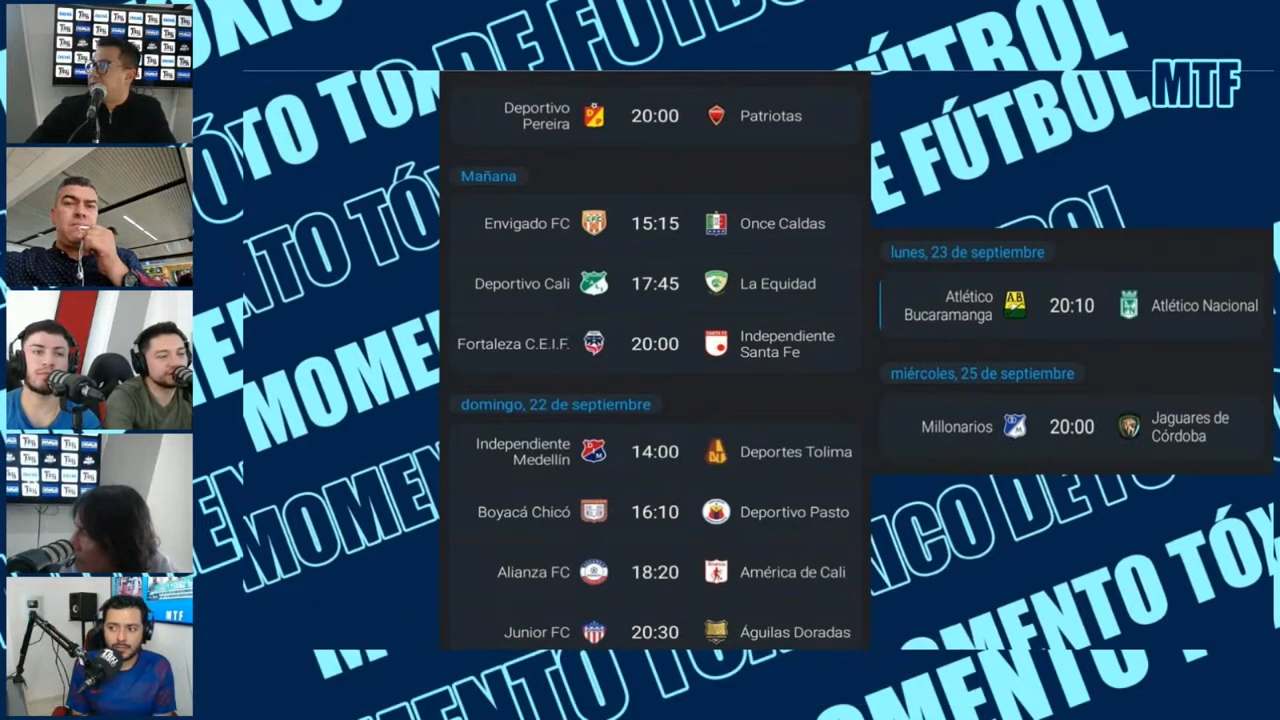 MTF
MOMENTO TÓXICO DE FÚTBOL
Deportivo
Pereira
20:00
Patriotas
Mañana
Envigado FC
15:15
Once Caldas
Deportivo Cali
17:45
La Equidad
Fortaleza C.E.I.F.
20:00
Independiente
Santa Fe
domingo, 22 de septiembre
Independiente
Medellín
14:00
Deportes Tolima
Boyacá Chicó
16:10
Deportivo Pasto
Alianza FC
18:20
América de Cali
Junior FC
20:30
Águilas Doradas
lunes, 23 de septiembre
Atlético
Bucaramanga
20:10
Atlético Nacional
miércoles, 25 de septiembre
Millonarios
20:00
Jaguares de
Córdoba
MTF